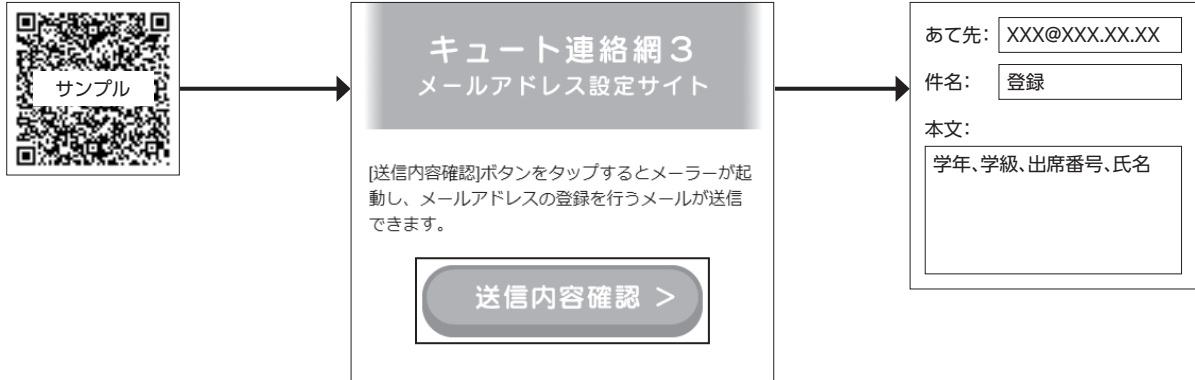 サンプル
キュート連絡網3
メールアドレス設定サイト
[送信内容確認]ボタンをタップするとメーラーが起
動し、メールアドレスの登録を行うメールが送信
できます。
送信内容確認 >
あて先: XXX@XXX.XX.XX
件名: 登録
本文:
学年、学級、出席番号、氏名